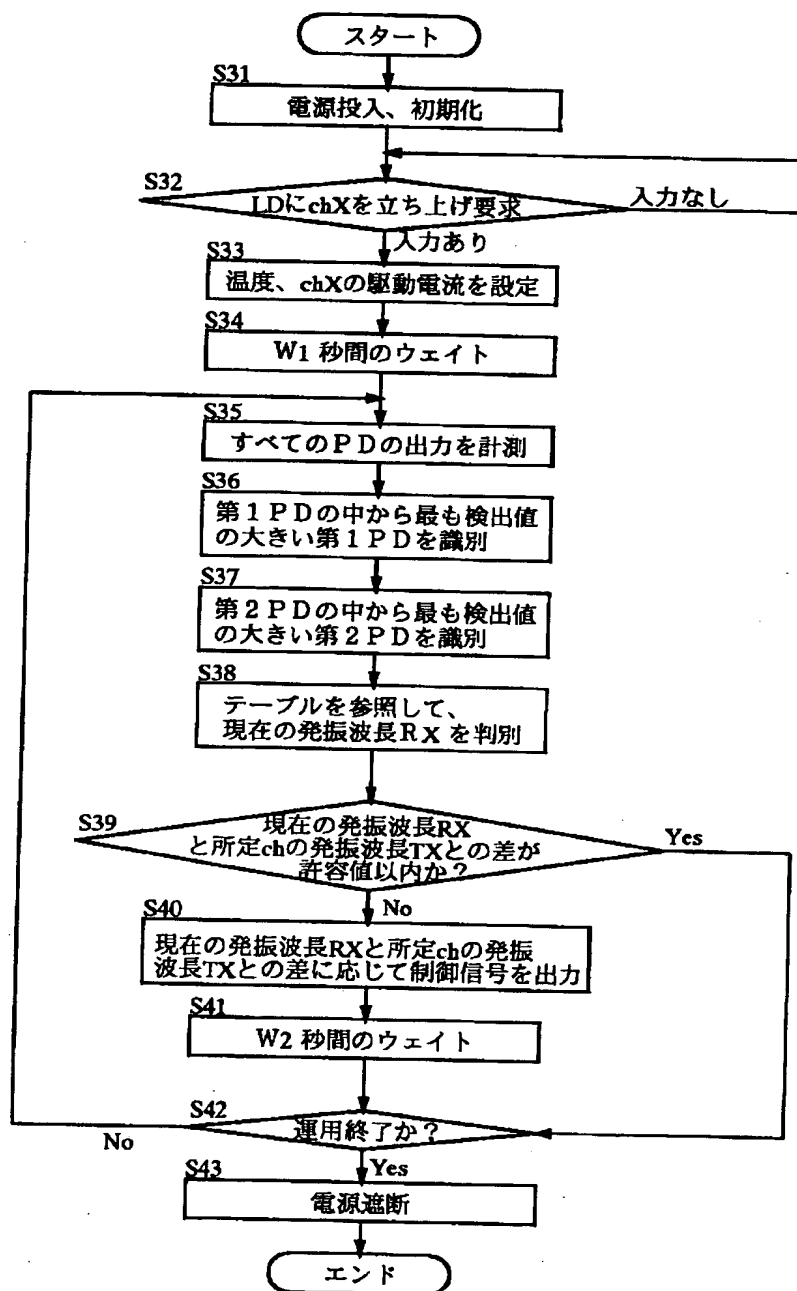 スタート
S31
電源投入、初期化
S32
LDにchXを立ち上げ要求
入力なし
入力あり
S33
温度、chXの駆動電流を設定
S34
W1 秒間のウェイト
S35
すべてのPDの出力を計測
S36
第1PDの中から最も検出値
の大きい第1PDを識別
S37
第2PDの中から最も検出値
の大きい第2PDを識別
S38
テーブルを参照して、
現在の発振波長RXを判別
S39
現在の発振波長RX
と所定chの発振波長TXとの差が
許容値以内か?
Yes
No
S40
現在の発振波長RXと所定chの発振
波長TXとの差に応じて制御信号を出力
S41
W2 秒間のウェイト
S42
運用終了か?
No
Yes
S43
電源遮断
エンド